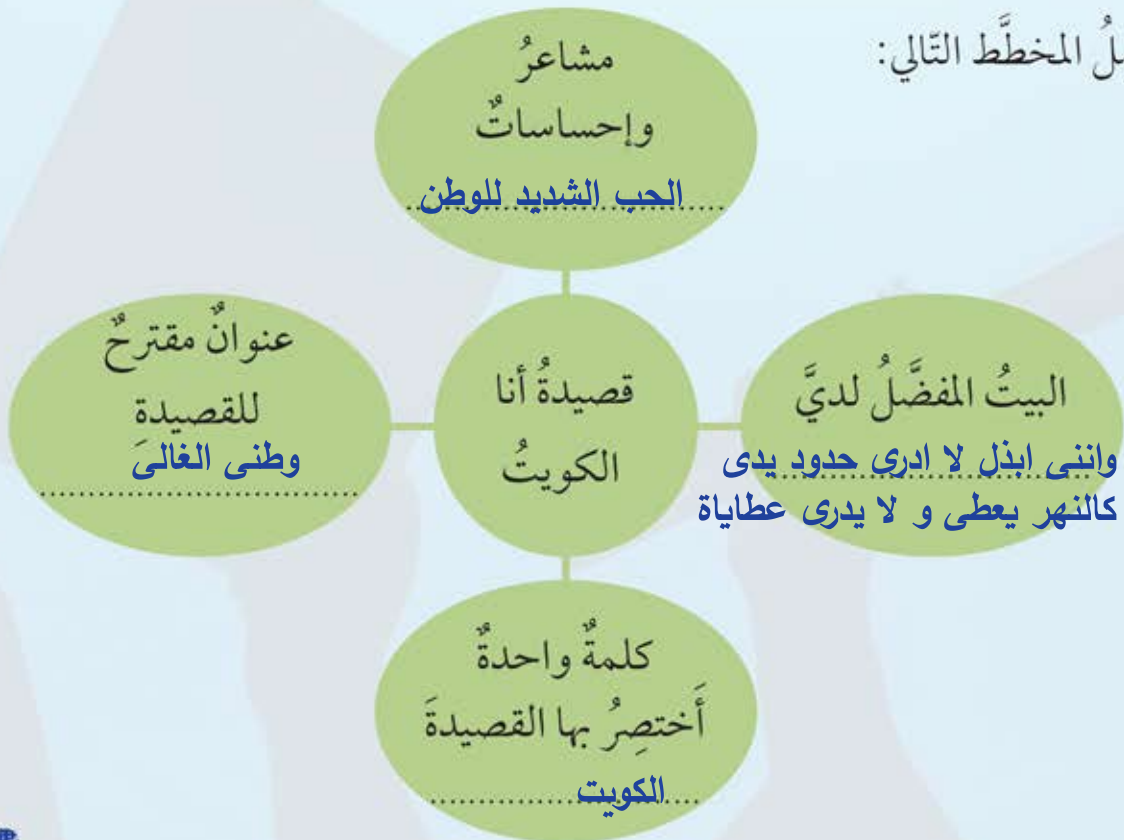 المخطَّط التّالي:
مشاعرُ
وإحساساتٌ
الحب الشديد للوطن
البيتُ المفضَّلُ لديَّ
واننى ابذل لا ادرى حدود يدى
كالنهر يعطى و لا يدرى عطاياة
قصيدةُ أنا
الكويتُ
عنوانٌ مقترحٌ
للقصيدةِ
وطنى الغالى
كلمةٌ واحدةٌ
أَختصِرُ بها القصيدةَ
الكويت